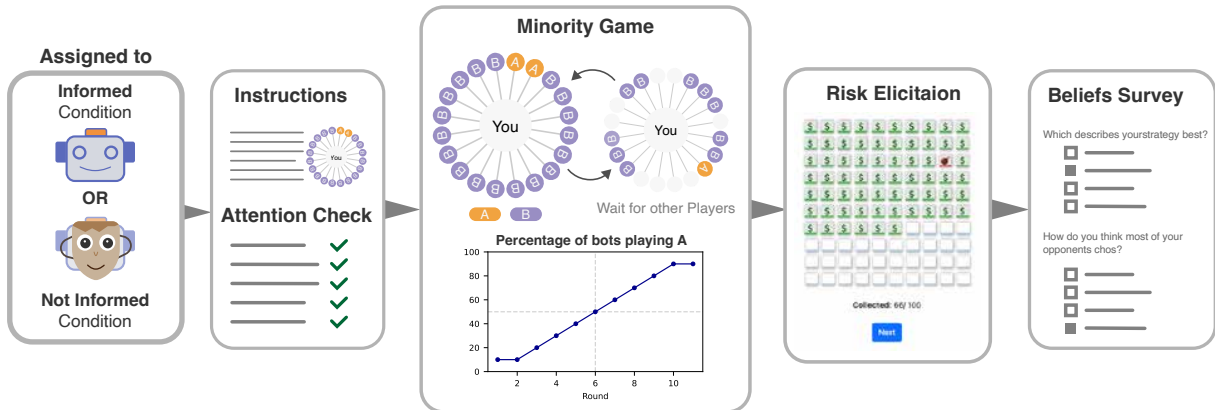 Assigned to
Informed
Condition
OR
Not Informed
Condition
Instructions
You
Attention Check
Minority Game
B B B B A A B B B B B B B B B B B B B B
You
A
B
B B B B B B B A B B B
You
Wait for other Players
Percentage of bots playing A
100
80
60
40
20
0
2 4 6 8 10
Round
Risk Elicitaion
Collected: 66/ 100
Next
Beliefs Survey
Which describes yourstrategy best?
How do you think most of your
opponents chos?